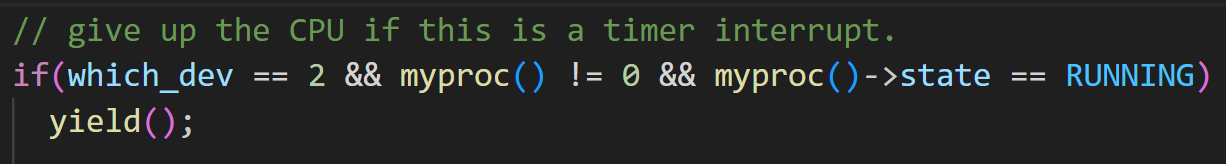 // give up the CPU if this is a timer interrupt.
if(which_dev == 2 && myproc() != 0 && myproc()->state == RUNNING)
  yield();